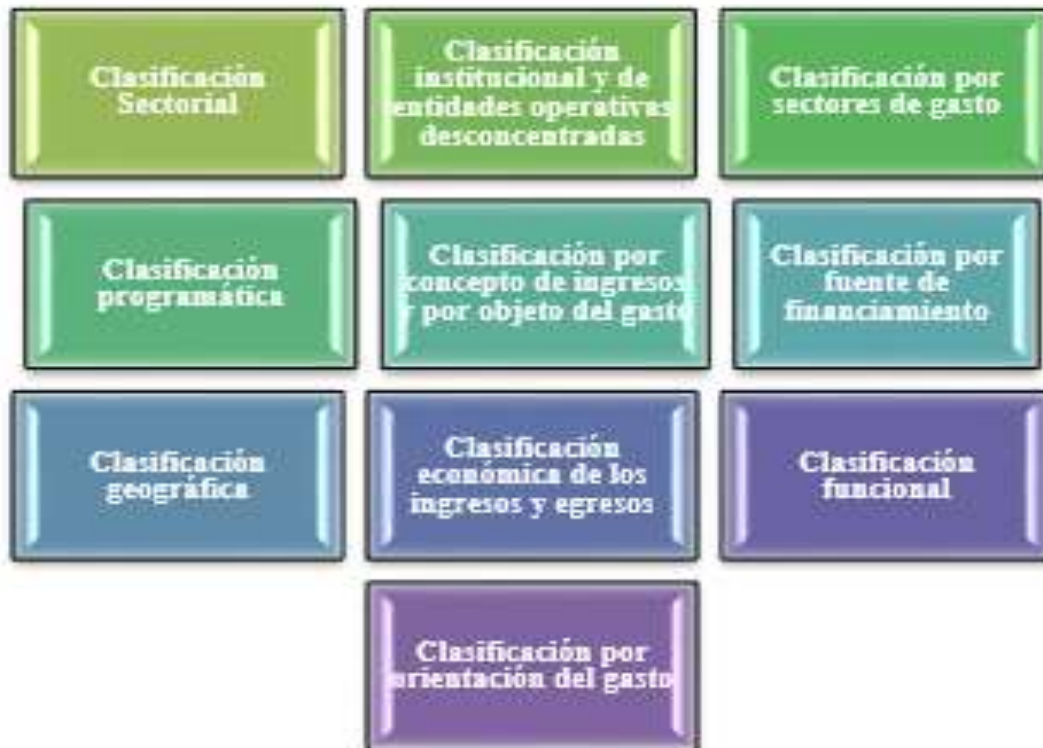 Clasificación
Sectorial
Clasificación
institucional y de
entidades operativas
desconcentradas
Clasificación por
sectores de gasto
Clasificación
programática
Clasificación por
concepto de ingresos
y por objeto del gasto
Clasificación por
fuente de
financiamiento
Clasificación
geográfica
Clasificación
económica de los
ingresos y egresos
Clasificación
funcional
Clasificación por
orientación del gasto